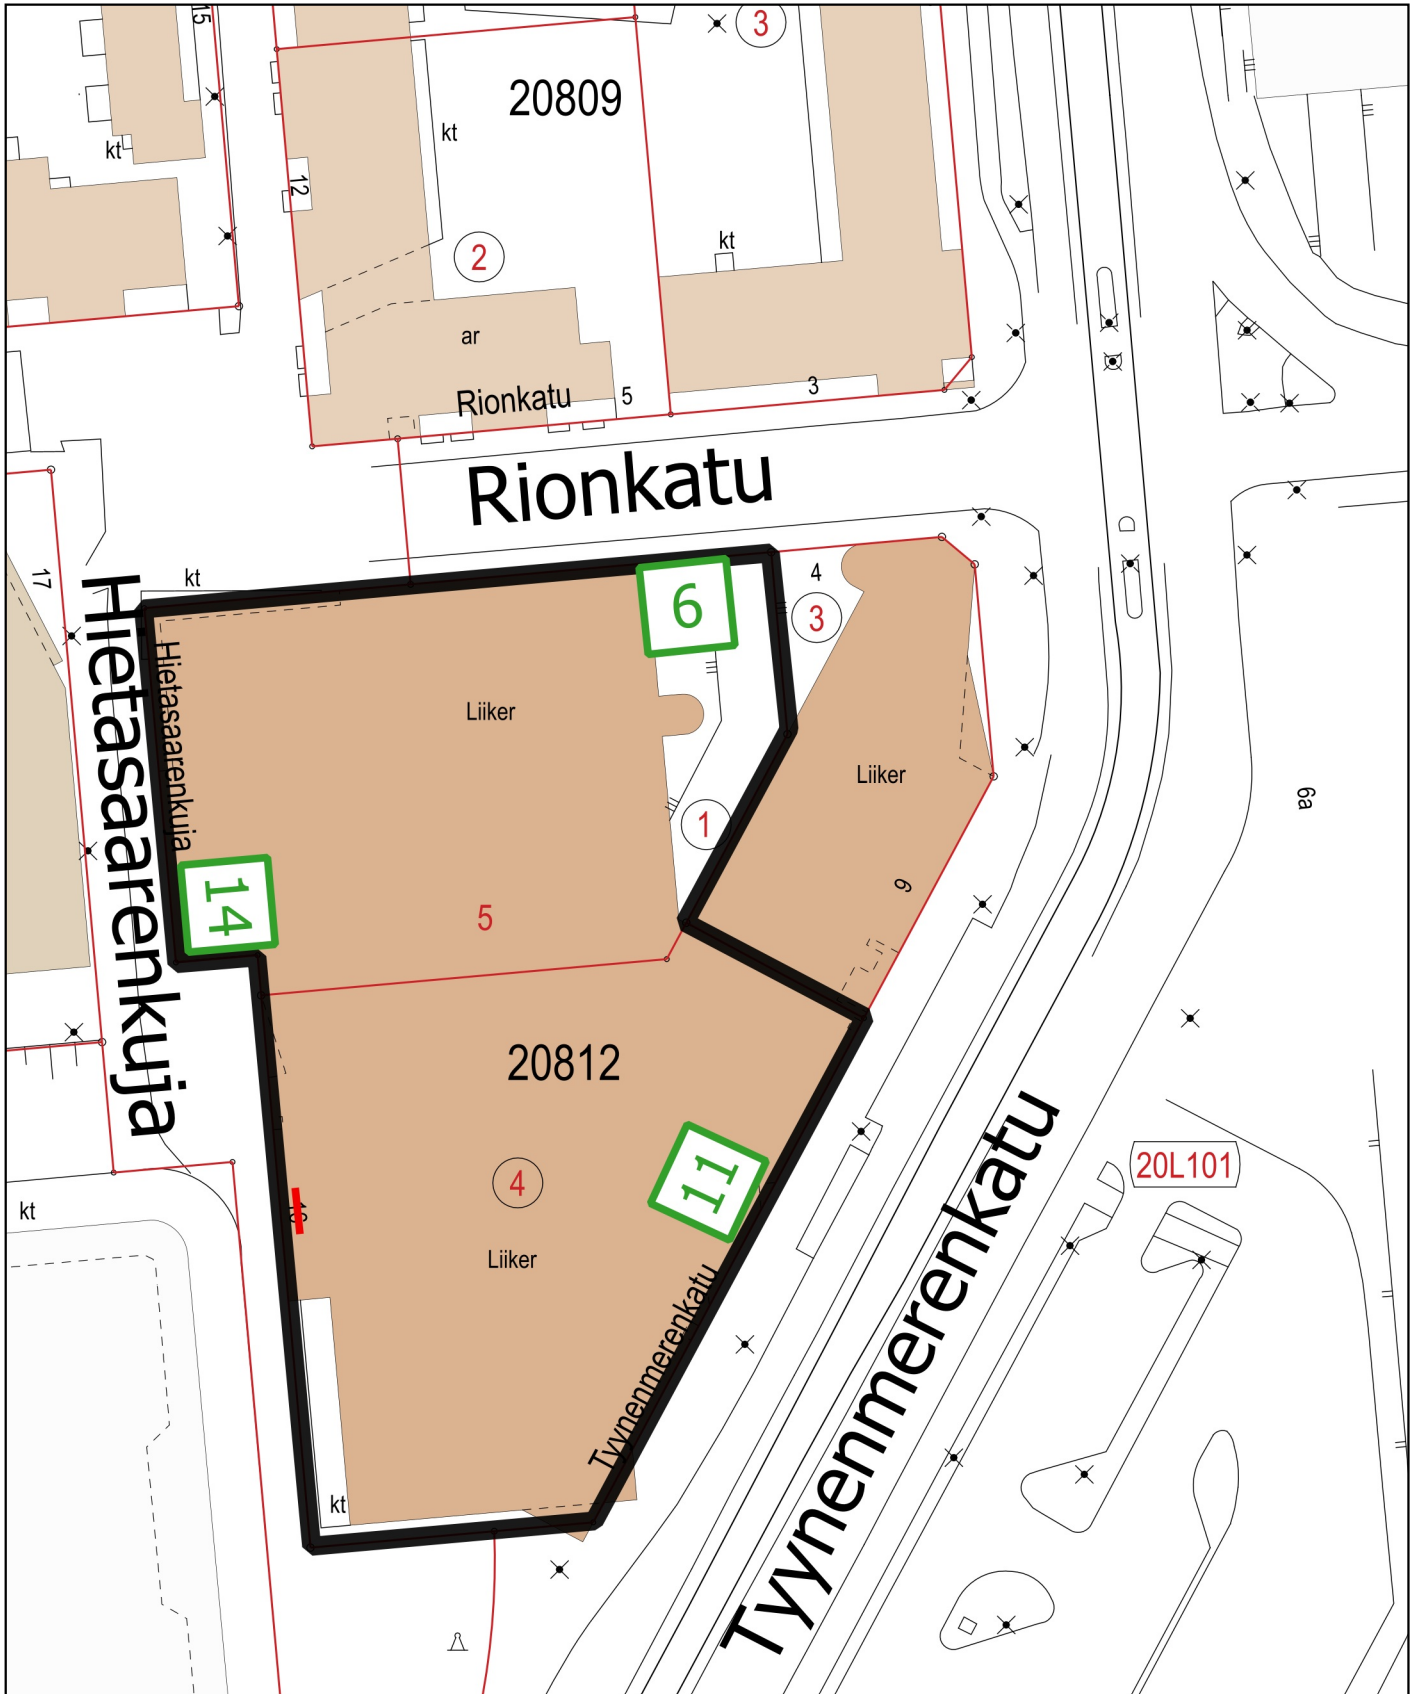 15
3
20809
kt
kt
12
2
kt
ar
Rionkatu
5
3
Rionkatu
17
kt
6
4
3
Hietasaarenkuja
Hietasaarenkuja
Liiker
Liiker
6a
1
14
5
9
20812
11
20L101
4
kt
Liiker
Tyynenmerenkatu
Tyynenmerenkatu
kt